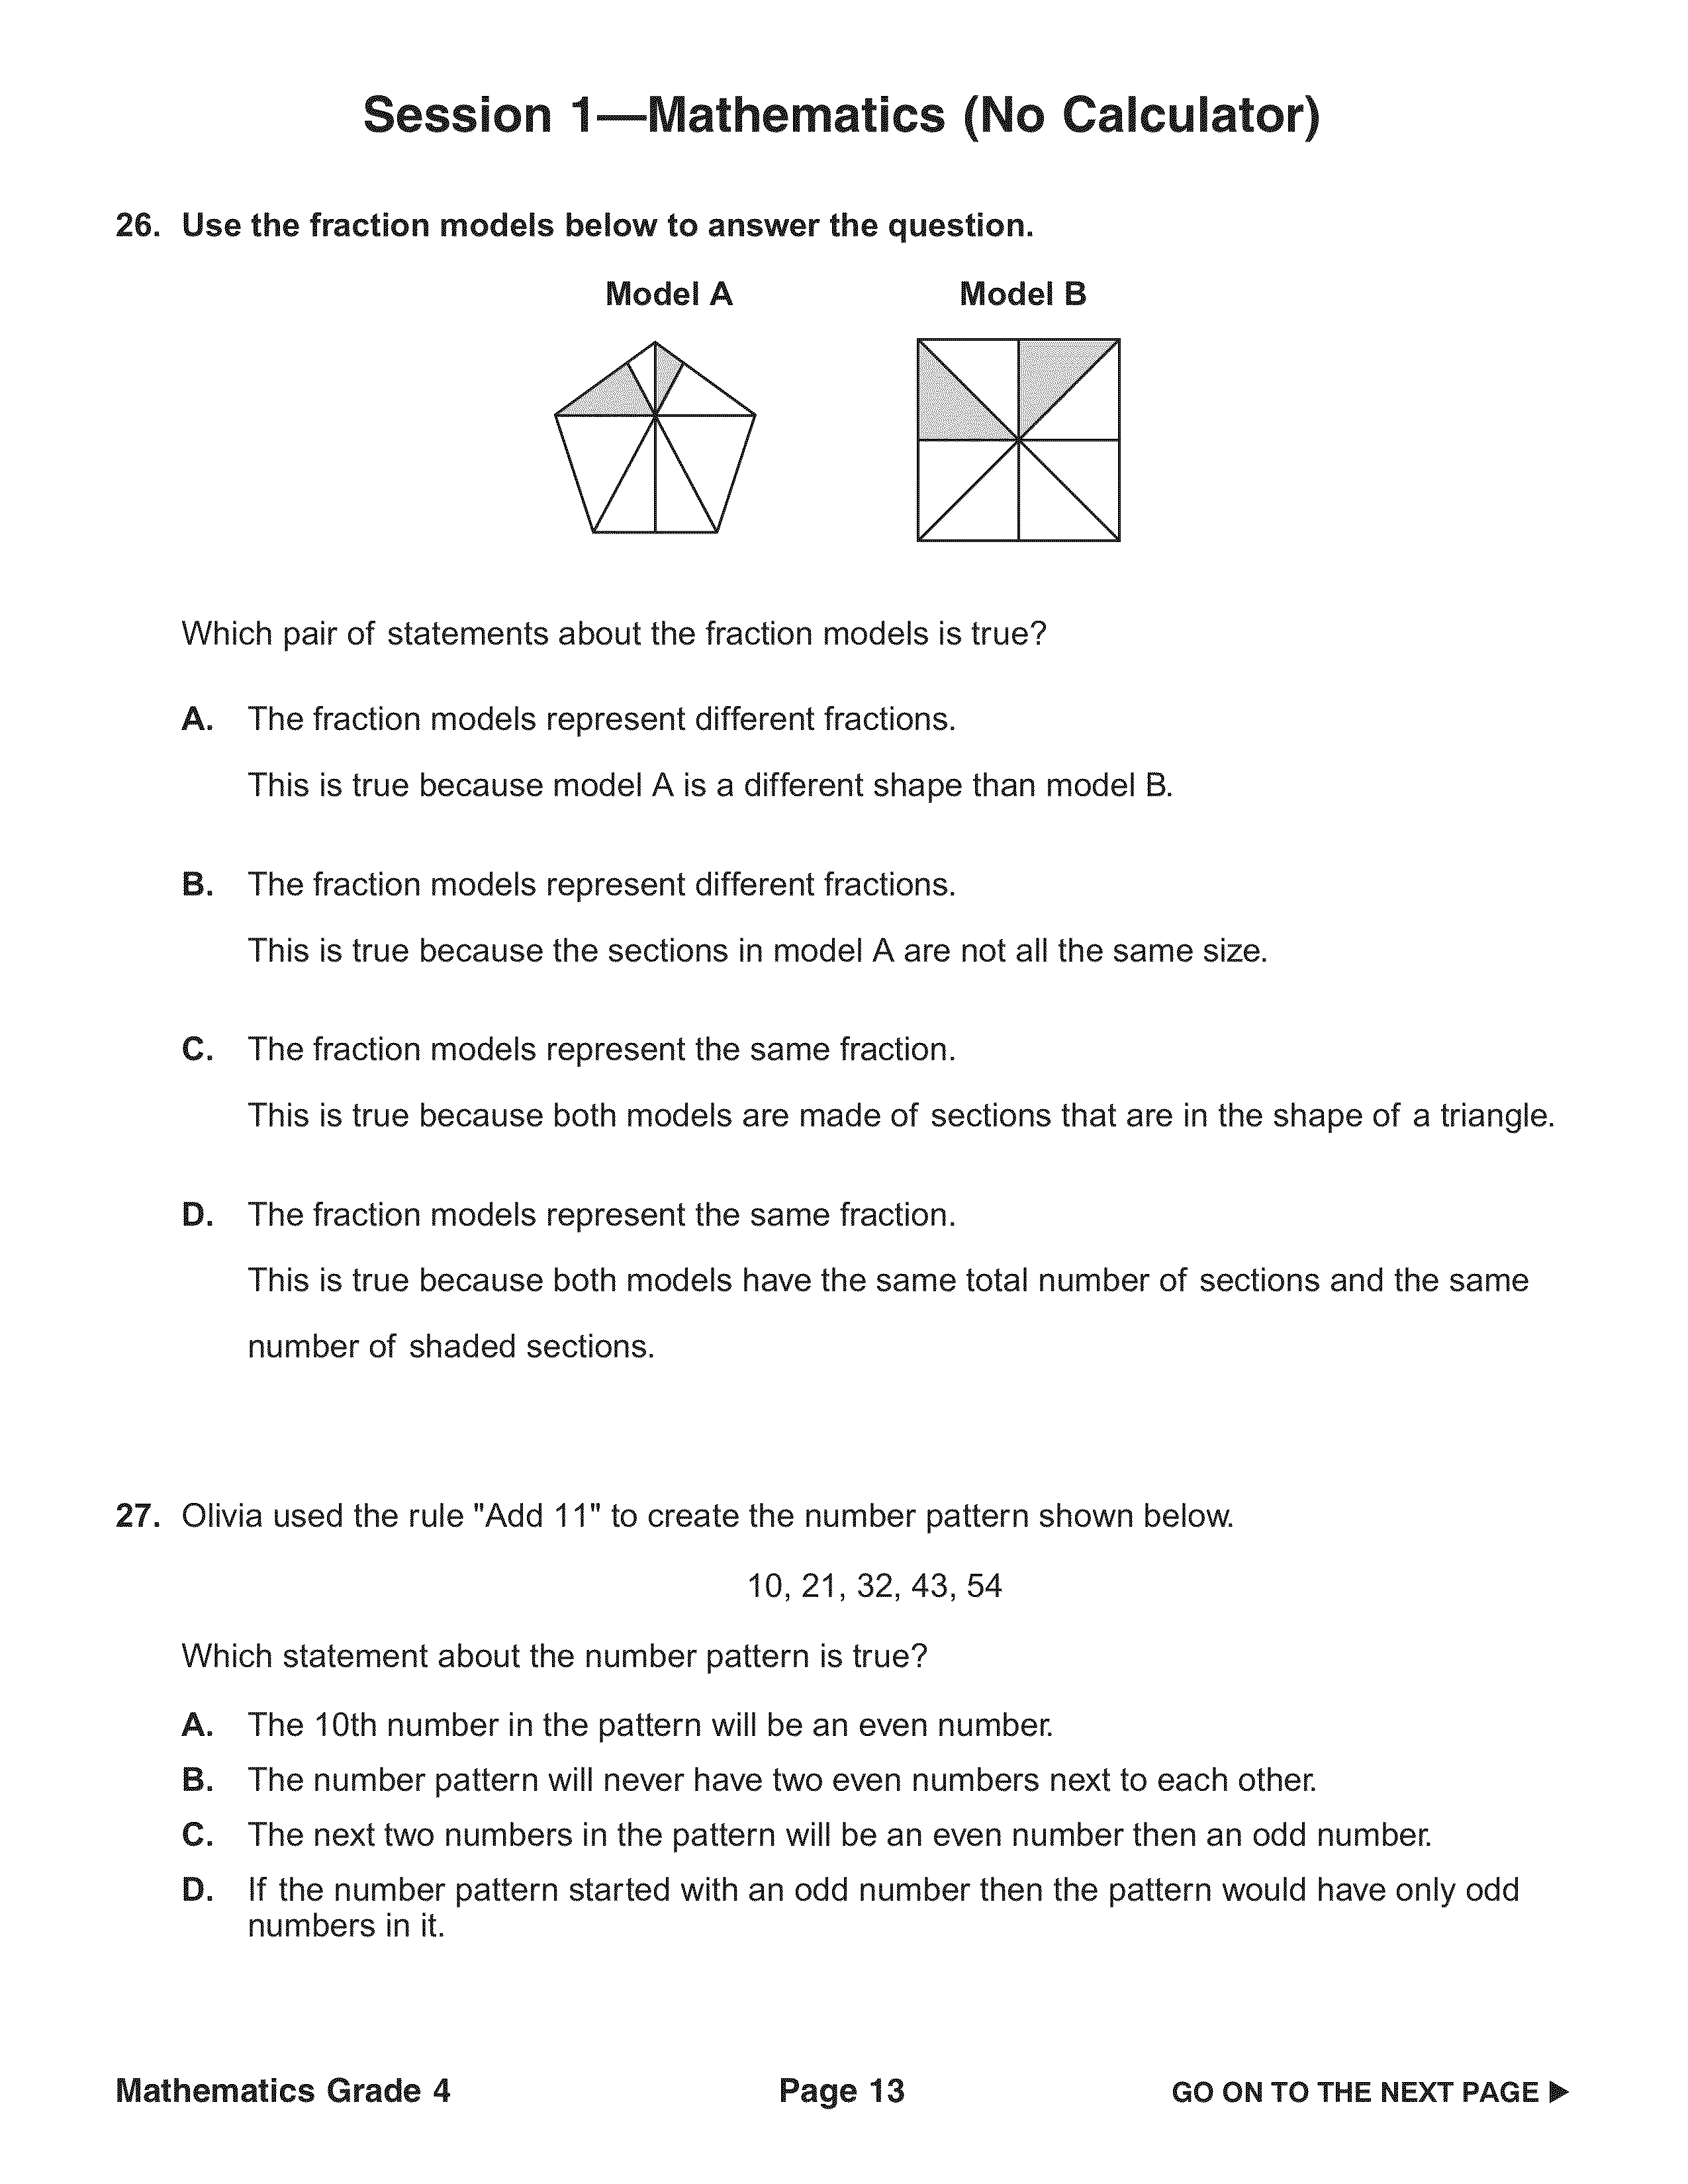 Session 1—Mathematics (No Calculator)
26. Use the fraction models below to answer the question.
Model A Model B
Which pair of statements about the fraction models is true?
A. The fraction models represent different fractions.
This is true because model A is a different shape than model B.
B. The fraction models represent different fractions.
This is true because the sections in model A are not all the same size.
C. The fraction models represent the same fraction.
This is true because both models are made of sections that are in the shape of a triangle.
D. The fraction models represent the same fraction.
This is true because both models have the same total number of sections and the same
number of shaded sections.
27. Olivia used the rule "Add 11" to create the number pattern shown below.
10, 21, 32, 43, 54
Which statement about the number pattern is true?
A. The 10th number in the pattern will be an even number.
B. The number pattern will never have two even numbers next to each other.
C. The next two numbers in the pattern will be an even number then an odd number.
D. If the number pattern started with an odd number then the pattern would have only odd
numbers in it.
Mathematics Grade 4 Page 13 GO ON TO THE NEXT PAGE ▶